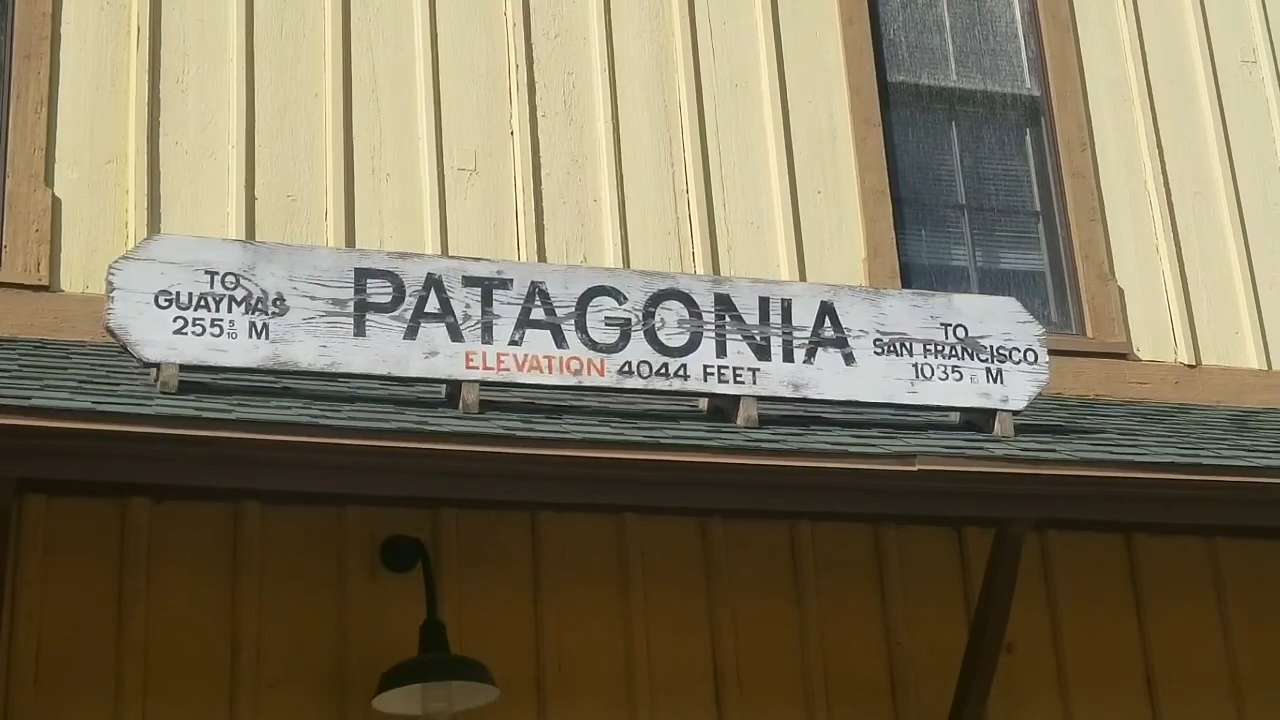 TO
GUAYMAS
255 5/10 M
PATAGONIA
ELEVATION 4044 FEET
TO
SAN FRANCISCO
1035 M